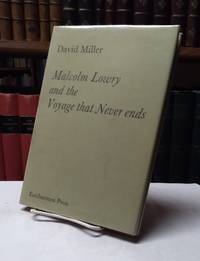 David Miller
Malcolm Lowry
and the
Voyage that Never ends
Enitharmon Press